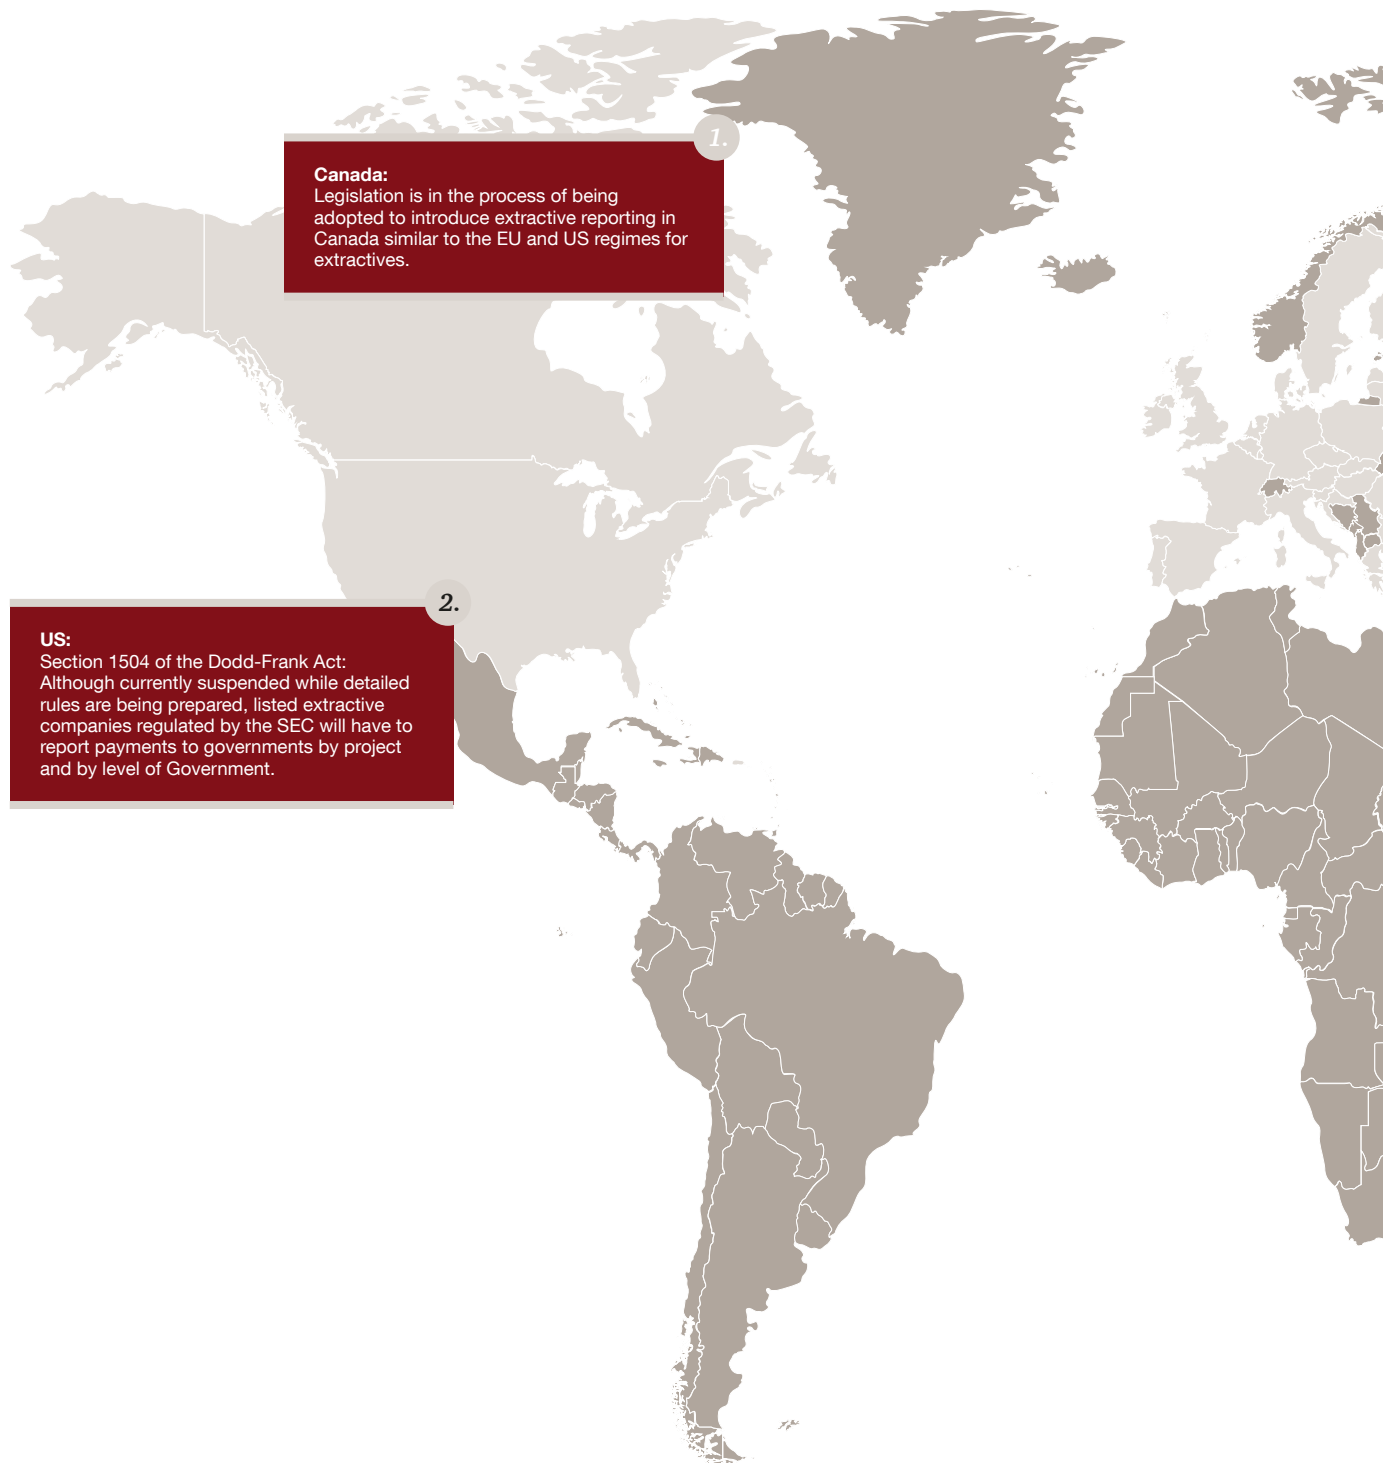 1.
Canada:
Legislation is in the process of being
adopted to introduce extractive reporting in
Canada similar to the EU and US regimes for
extractives.
2.
US:
Section 1504 of the Dodd-Frank Act:
Although currently suspended while detailed
rules are being prepared, listed extractive
companies regulated by the SEC will have to
report payments to governments by project
and by level of Government.